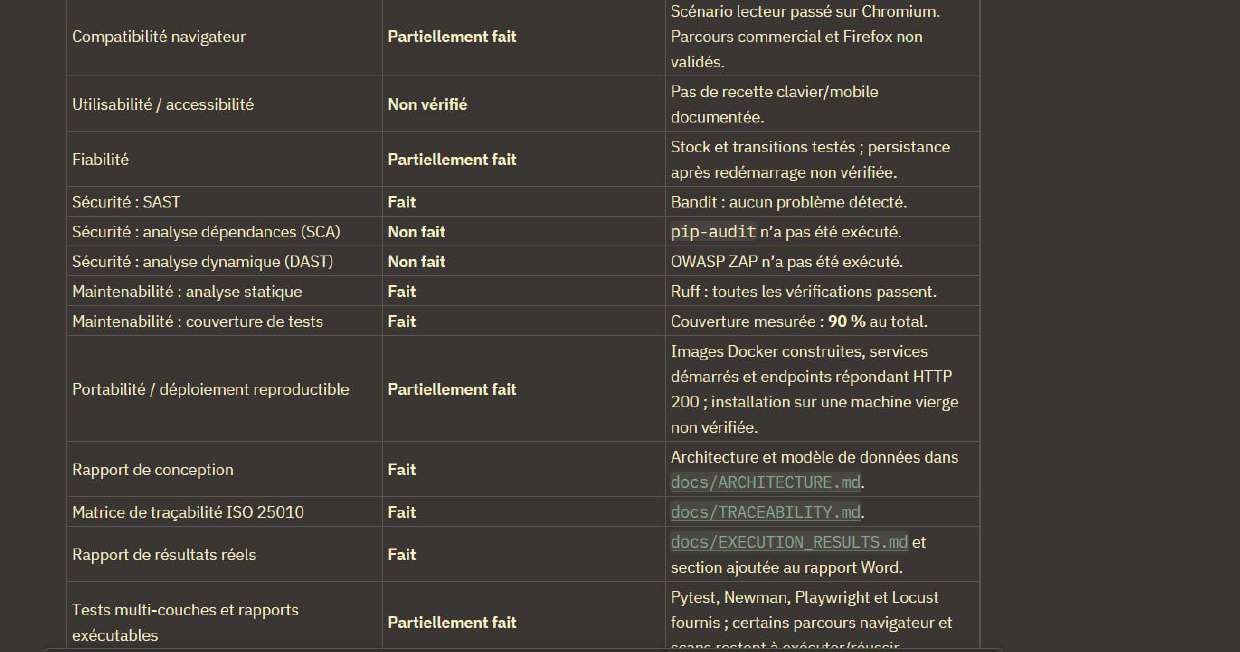 Scénario lecteur passé sur Chromium.
Compatibilité navigateur
Partiellement fait
Parcours commercial et Firefox non
validés.
Utilisabilité / accessibilité
Non vérifié
Pas de recette clavier/mobile
documentée.
Fiabilité
Partiellement fait
Stock et transitions testés ; persistance
après redémarrage non vérifiée.
Sécurité : SAST
Fait
Bandit : aucun problème détecté.
Sécurité : analyse dépendances (SCA)
Non fait
pip-audit n’a pas été exécuté.
Sécurité : analyse dynamique (DAST)
Non fait
OWASP ZAP n’a pas été exécuté.
Maintenabilité : analyse statique
Fait
Ruff : toutes les vérifications passent.
Maintenabilité : couverture de tests
Fait
Couverture mesurée : 90 % au total.
Portabilité / déploiement reproductible
Partiellement fait
Images Docker construites, services
démarrés et endpoints répondant HTTP
200 ; installation sur une machine vierge
non vérifiée.
Rapport de conception
Fait
Architecture et modèle de données dans
docs/ARCHITECTURE.md.
Matrice de traçabilité ISO 25010
Fait
docs/TRACEABILITY.md.
Rapport de résultats réels
Fait
docs/EXECUTION_RESULTS.md et
section ajoutée au rapport Word.
Tests multi-couches et rapports
exécutables
Partiellement fait
Pytest, Newman, Playwright et Locust
fournis ; certains parcours navigateur et
scans restent à exécuter/réussir.